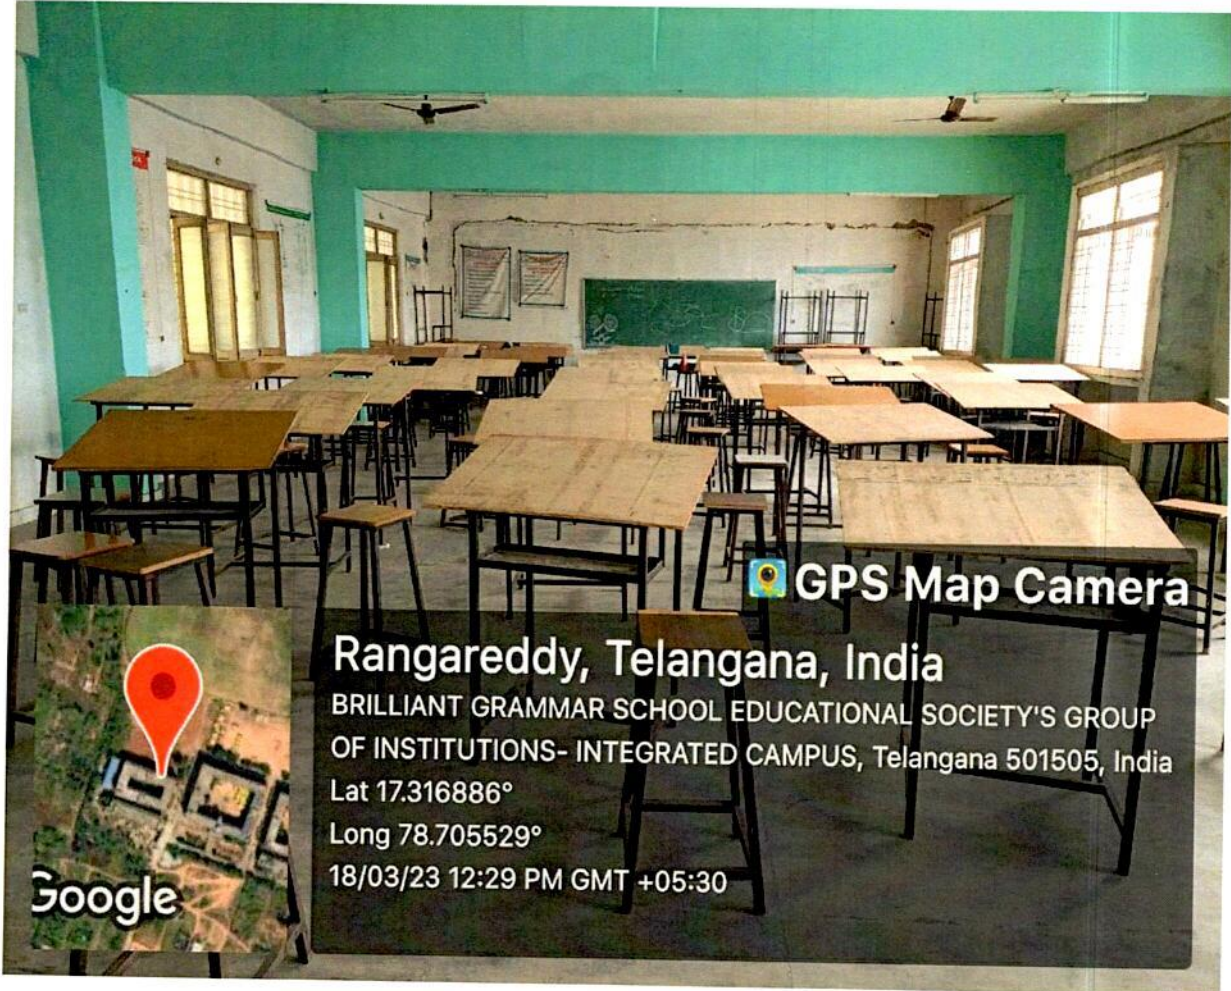 GPS Map Camera
Rangareddy, Telangana, India
BRILLIANT GRAMMAR SCHOOL EDUCATIONAL SOCIETY'S GROUP
OF INSTITUTIONS- INTEGRATED CAMPUS, Telangana 501505, India
Lat 17.316886°
Long 78.705529°
18/03/23 12:29 PM GMT +05:30
Google